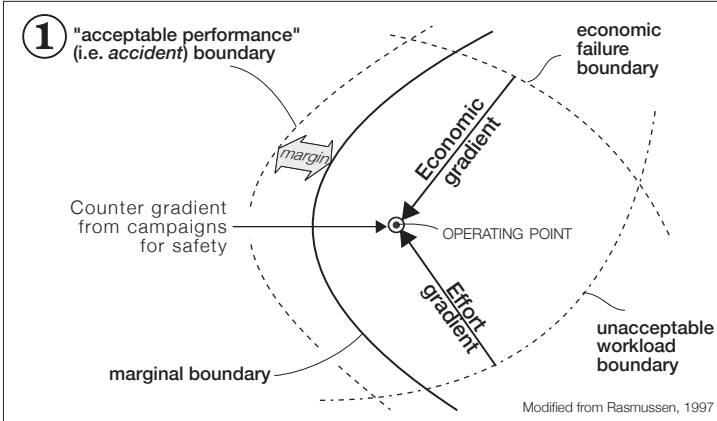 1
"acceptable performance"
(i.e. accident) boundary
economic
failure
boundary
margin
Economic
gradient
Counter gradient
from campaigns
for safety
OPERATING POINT
Effort
gradient
marginal boundary
unacceptable
workload
boundary
Modified from Rasmussen, 1997